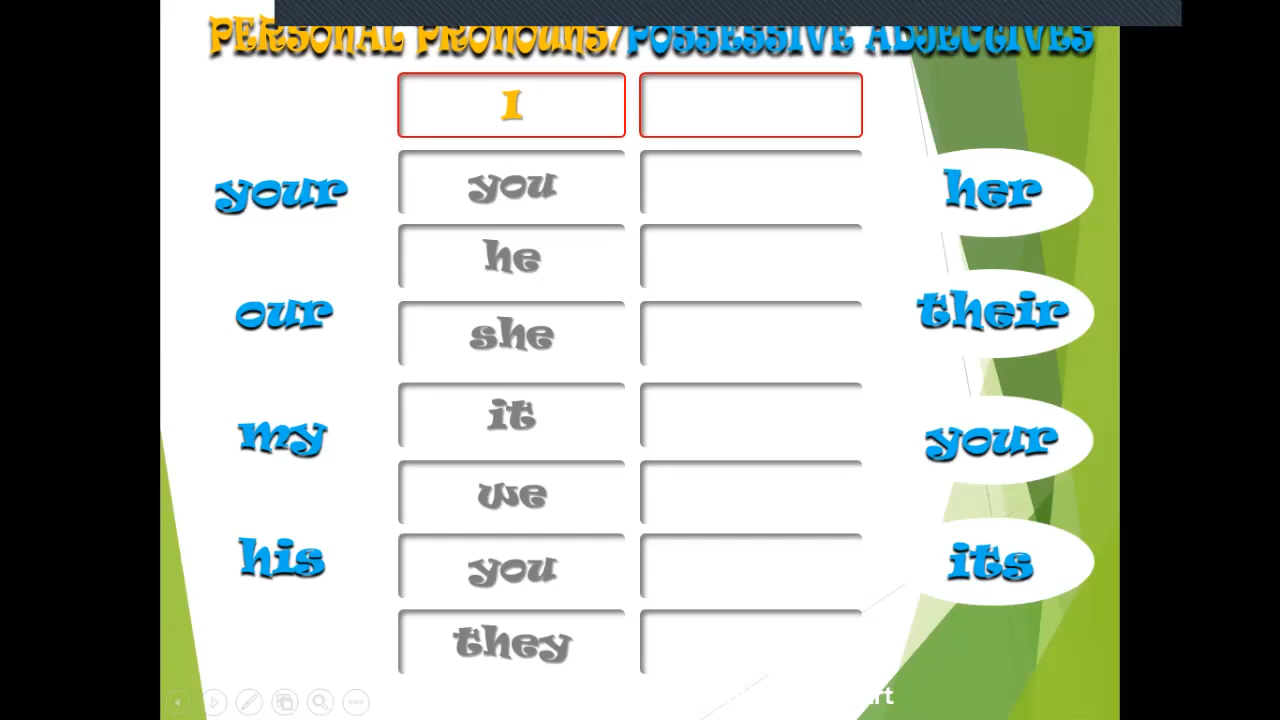 PERSONAL PRONOUNS/POSSESSIVE ADJECTIVES
I
your you her
he
our she their
my it your
we
his you its
they